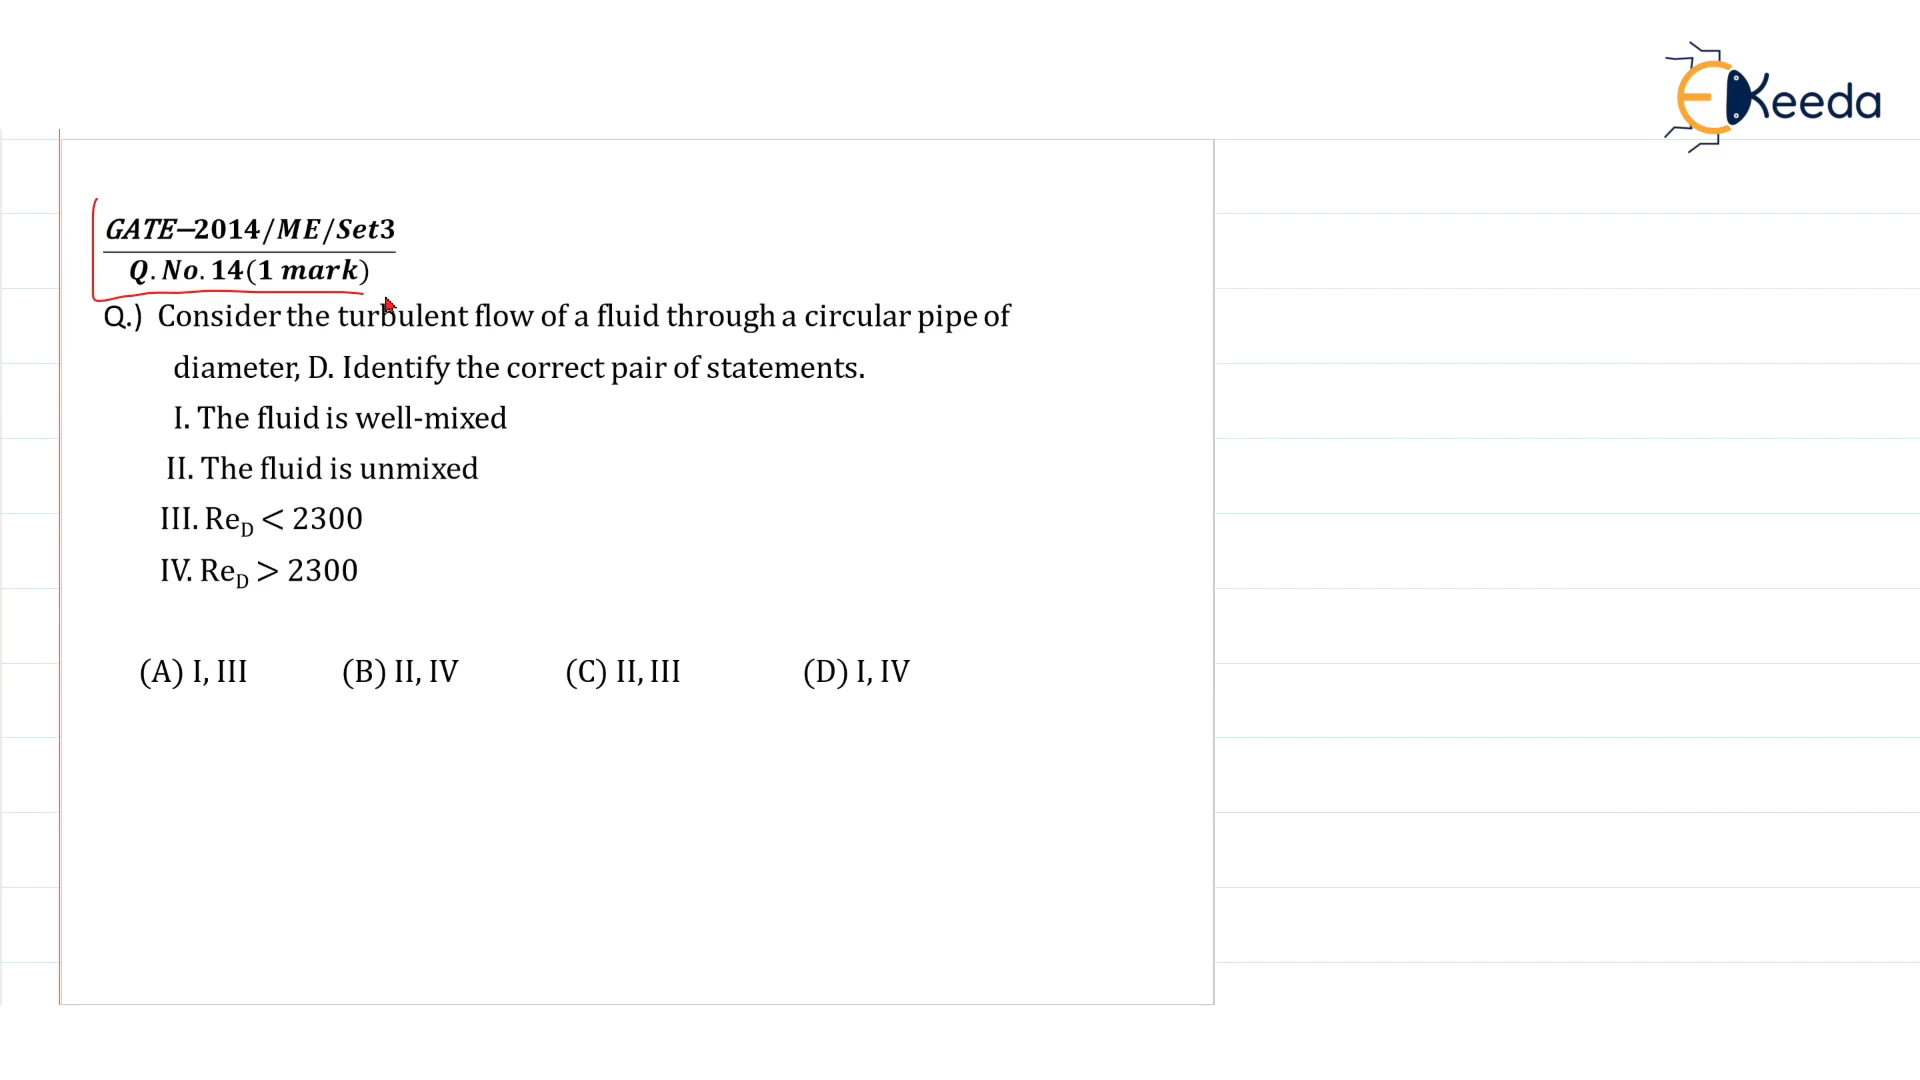 EKeeda
GATE–2014/ME/Set3
Q.No.14(1 mark)
Q.) Consider the turbulent flow of a fluid through a circular pipe of
diameter, D. Identify the correct pair of statements.
I. The fluid is well-mixed
II. The fluid is unmixed
III. Re_D < 2300
IV. Re_D > 2300
(A) I, III (B) II, IV (C) II, III (D) I, IV